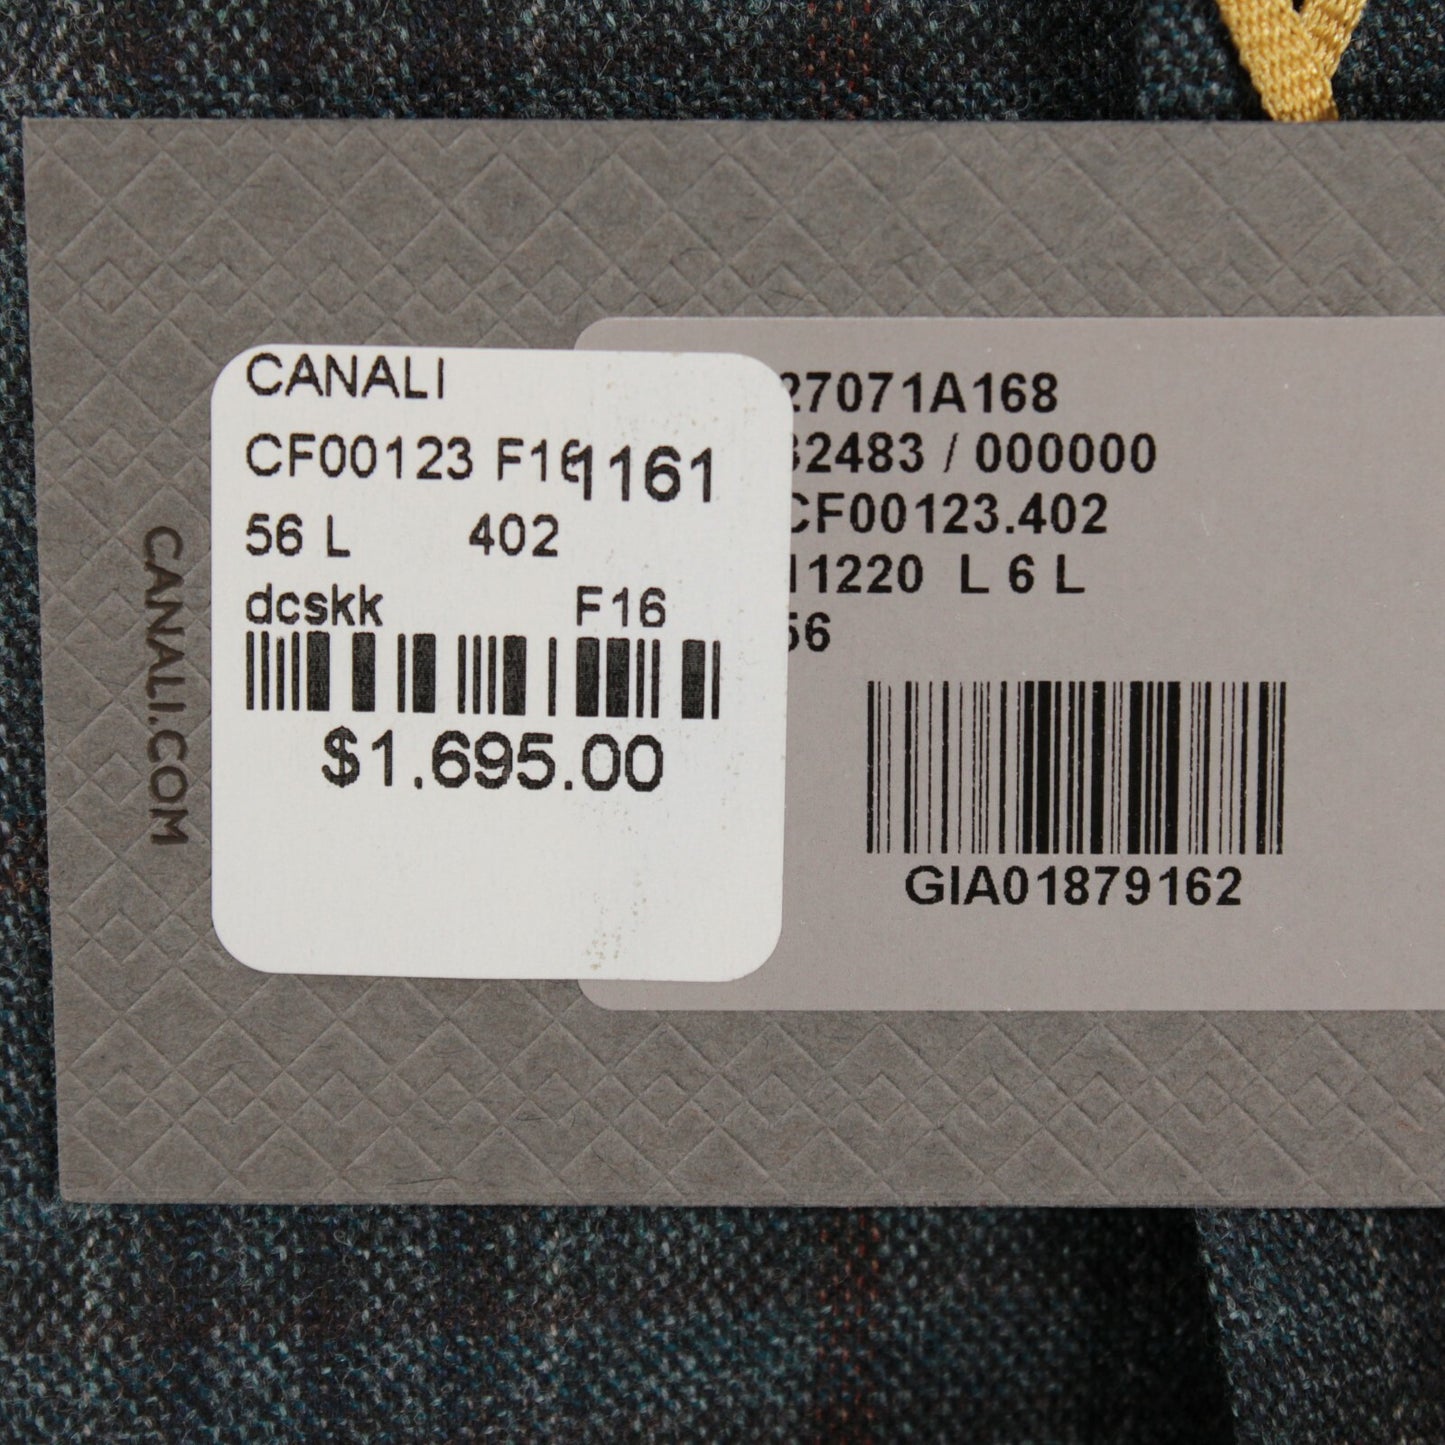 CANALI
CF00123 F16 1161
56 L 402
dcskk F16
$1.695.00
CANALI.COM
27071A168
32483 / 000000
CF00123.402
11220 L 6 L
56
GIA01879162